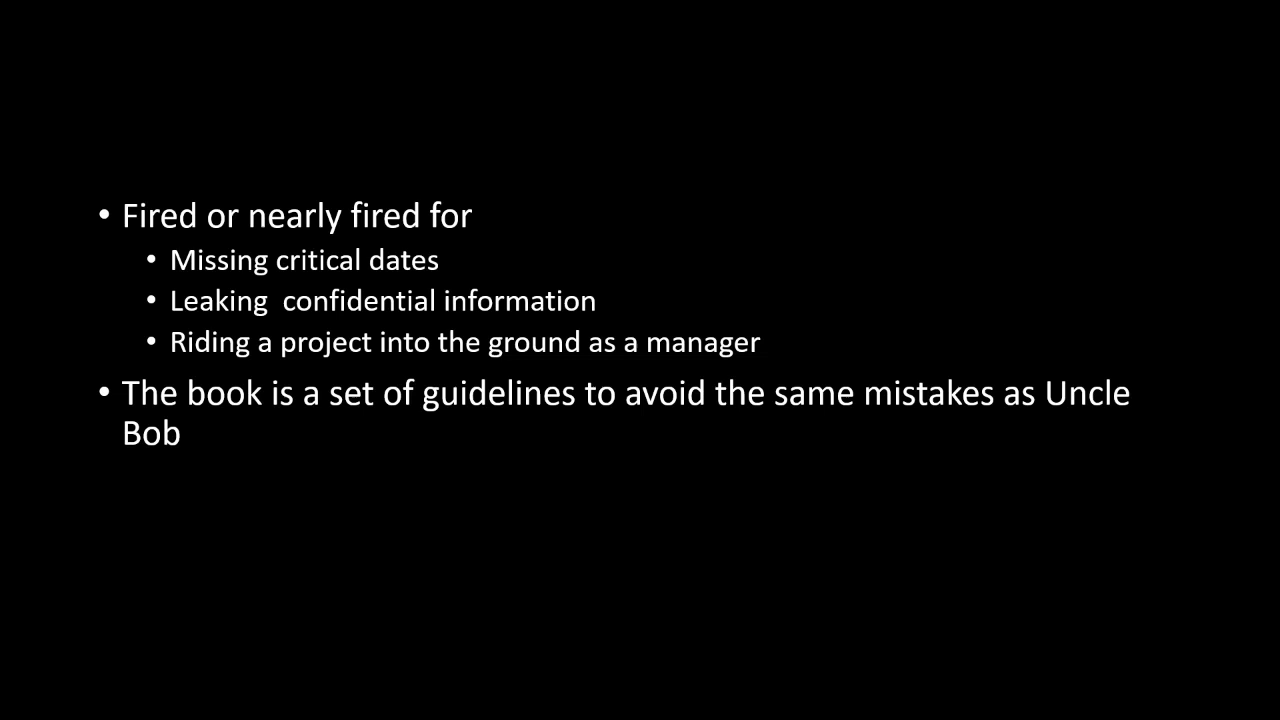 • Fired or nearly fired for
• Missing critical dates
• Leaking  confidential information
• Riding a project into the ground as a manager
• The book is a set of guidelines to avoid the same mistakes as Uncle
Bob